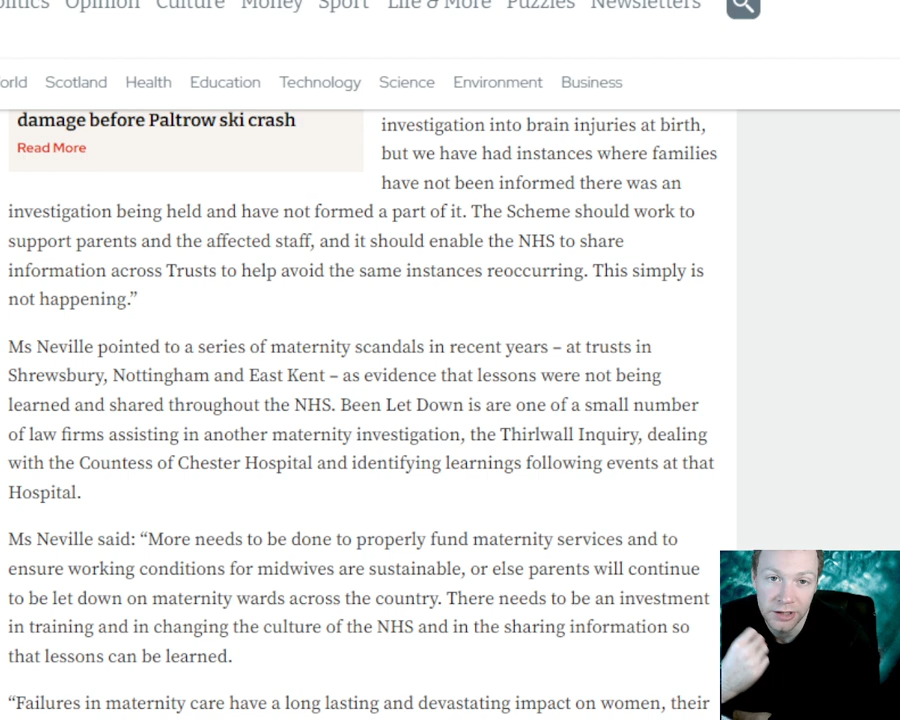 Opinion Culture Money Sport Life & More Puzzles Newsletters
Scotland Health Education Technology Science Environment Business
damage before Paltrow ski crash
Read More
investigation into brain injuries at birth,
but we have had instances where families
have not been informed there was an
investigation being held and have not formed a part of it. The Scheme should work to
support parents and the affected staff, and it should enable the NHS to share
information across Trusts to help avoid the same instances reoccurring. This simply is
not happening.”
Ms Neville pointed to a series of maternity scandals in recent years – at trusts in
Shrewsbury, Nottingham and East Kent – as evidence that lessons were not being
learned and shared throughout the NHS. Been Let Down is are one of a small number
of law firms assisting in another maternity investigation, the Thirlwall Inquiry, dealing
with the Countess of Chester Hospital and identifying learnings following events at that
Hospital.
Ms Neville said: “More needs to be done to properly fund maternity services and to
ensure working conditions for midwives are sustainable, or else parents will continue
to be let down on maternity wards across the country. There needs to be an investment
in training and in changing the culture of the NHS and in the sharing information so
that lessons can be learned.
“Failures in maternity care have a long lasting and devastating impact on women, their